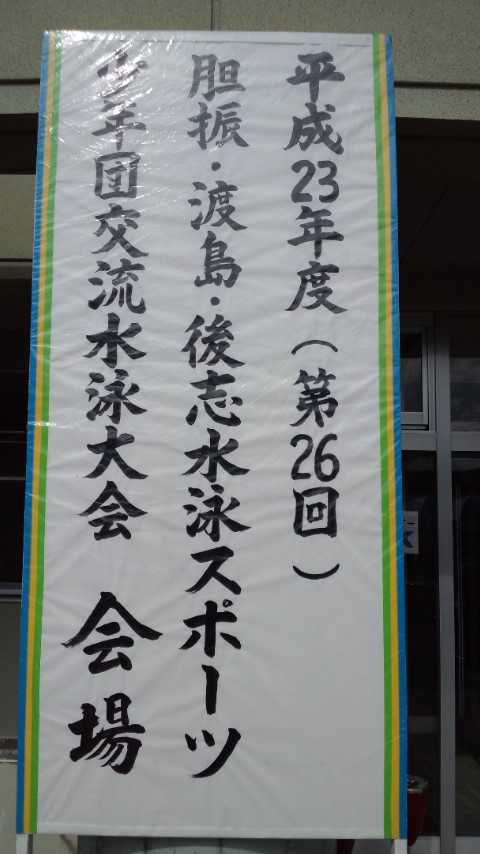 平成23年度(第26回)
胆振・渡島・後志水泳スポーツ
少年団交流水泳大会 会場